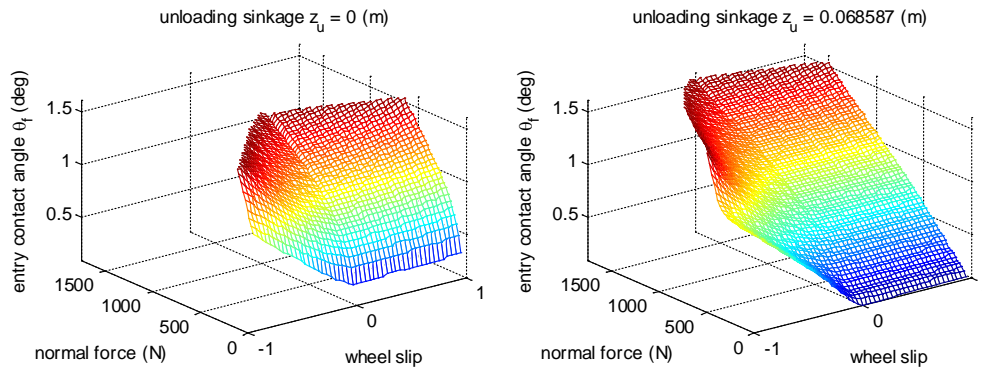 unloading sinkage z_u = 0 (m)
entry contact angle θ_f (deg)
1.5
1
0.5
1500
1000
500
0
normal force (N)
-1
0
1
wheel slip
unloading sinkage z_u = 0.068587 (m)
entry contact angle θ_f (deg)
1.5
1
0.5
1500
1000
500
0
normal force (N)
-1
0
wheel slip